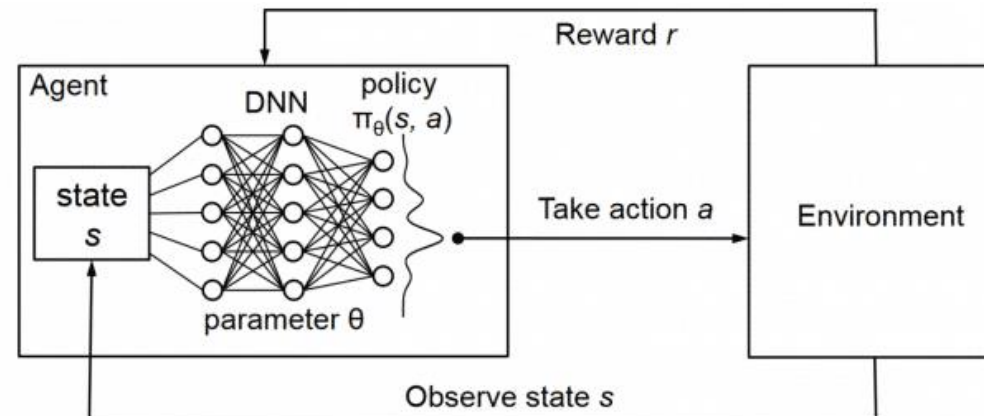 Reward r
Agent
DNN
policy
πθ(s, a)
state
s
Take action a
Environment
parameter θ
Observe state s